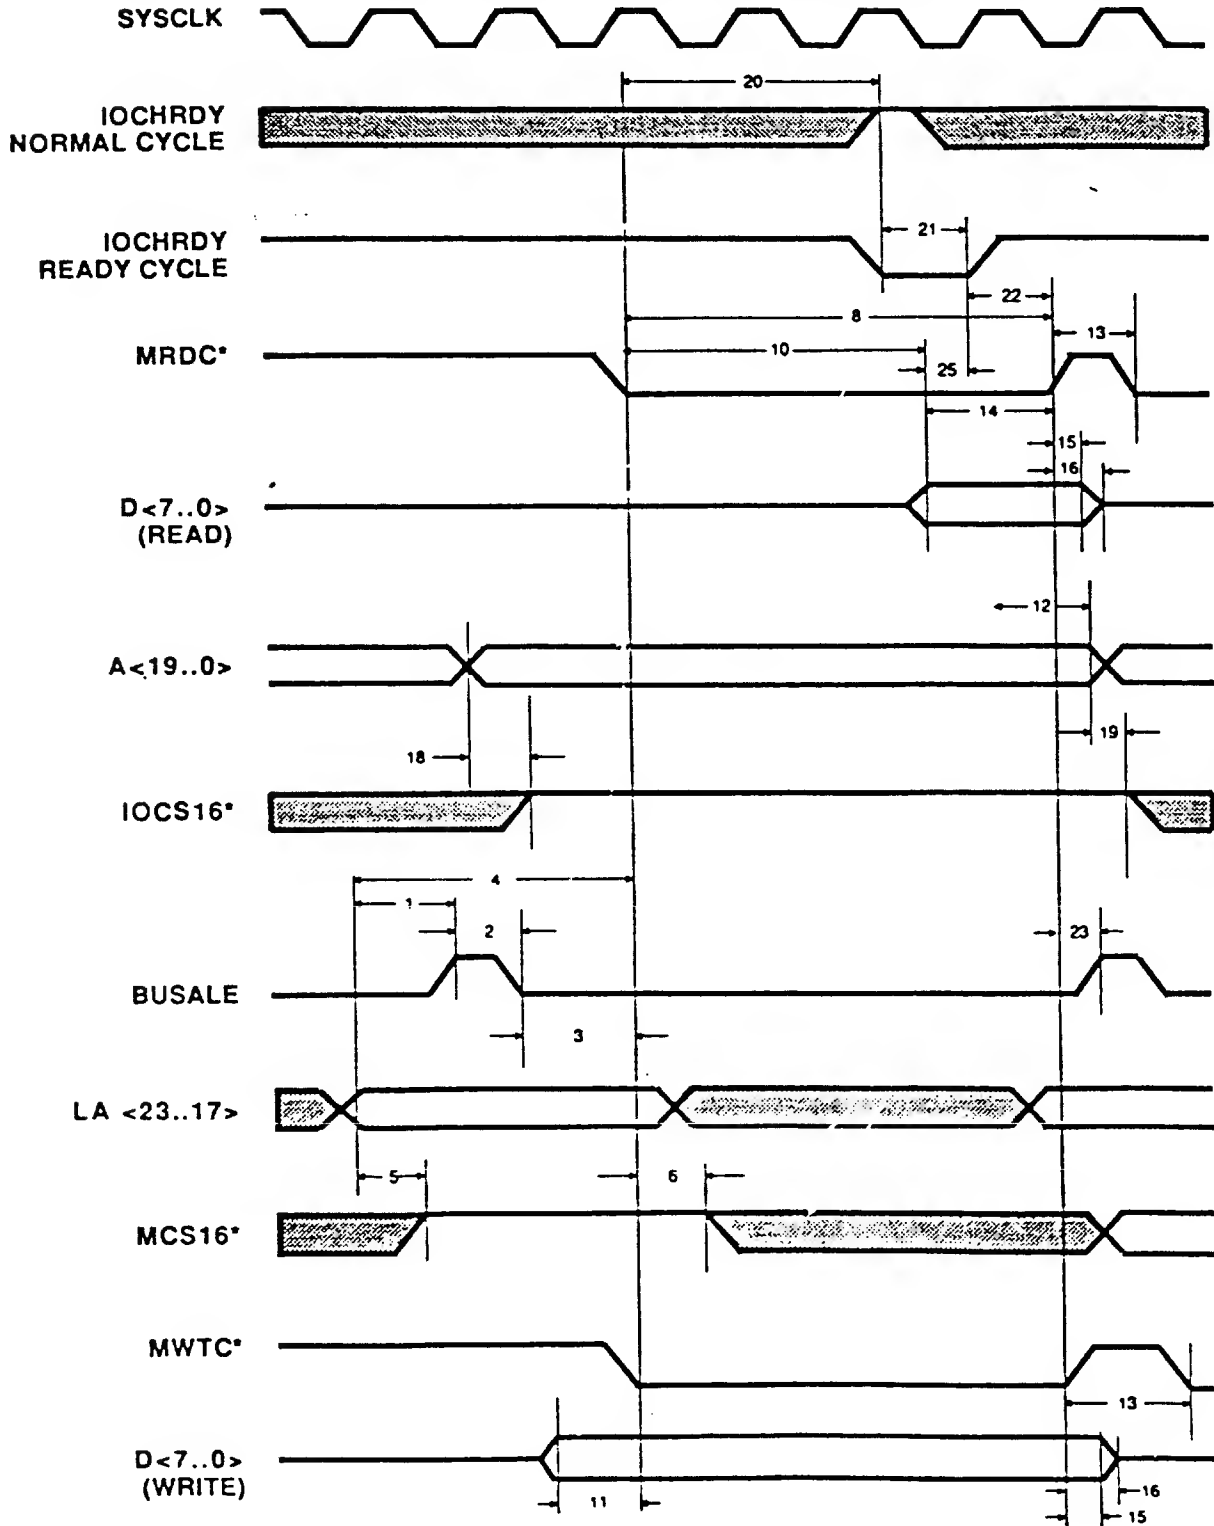 SYSCLK
20
IOCHRDY
NORMAL CYCLE
21
IOCHRDY
READY CYCLE
22
8
13
MRDC*
10
25
14
15
16
D<7..0>
(READ)
12
A<19..0>
19
18
IOCS16*
4
1
2
23
BUSALE
3
LA <23..17>
5
6
MCS16*
MWTC*
13
D<7..0>
(WRITE)
11
16
15